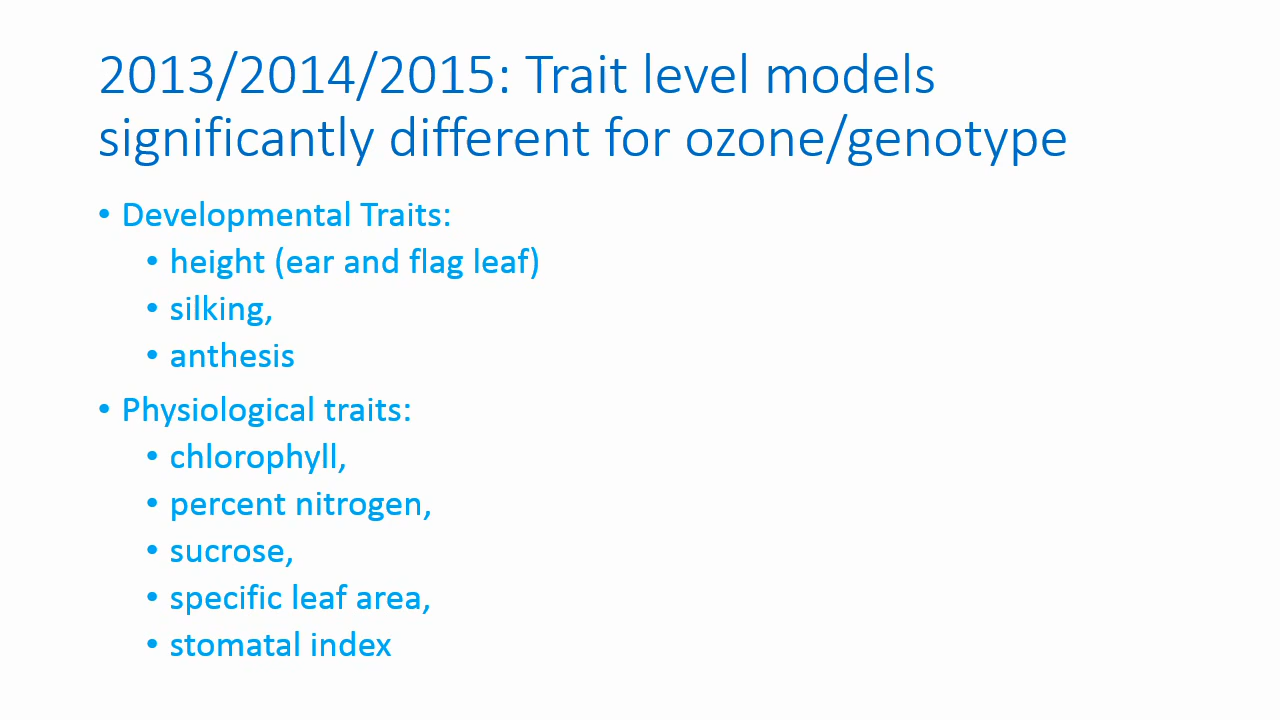 2013/2014/2015: Trait level models
significantly different for ozone/genotype
• Developmental Traits:
• height (ear and flag leaf)
• silking,
• anthesis
• Physiological traits:
• chlorophyll,
• percent nitrogen,
• sucrose,
• specific leaf area,
• stomatal index